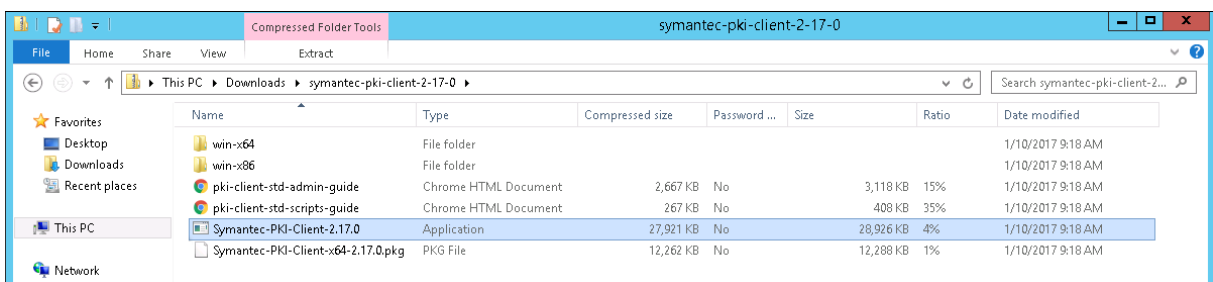 Compressed Folder Tools symantec-pki-client-2-17-0
File Home Share View Extract
This PC Downloads symantec-pki-client-2-17-0 Search symantec-pki-client-2...
Favorites
Desktop
Downloads
Recent places
This PC
Network
Name Type Compressed size Password ... Size Ratio Date modified
win-x64 File folder 1/10/2017 9:18 AM
win-x86 File folder 1/10/2017 9:18 AM
pki-client-std-admin-guide Chrome HTML Document 2,667 KB No 3,118 KB 15% 1/10/2017 9:18 AM
pki-client-std-scripts-guide Chrome HTML Document 267 KB No 408 KB 35% 1/10/2017 9:18 AM
Symantec-PKI-Client-2.17.0 Application 27,921 KB No 28,926 KB 4% 1/10/2017 9:18 AM
Symantec-PKI-Client-x64-2.17.0.pkg PKG File 12,262 KB No 12,288 KB 1% 1/10/2017 9:18 AM